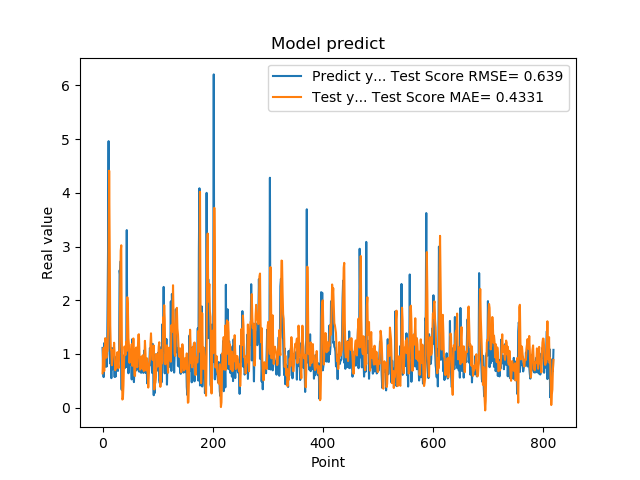 Model predict
Predict y... Test Score RMSE= 0.639
Test y... Test Score MAE= 0.4331
Real value
6
5
4
3
2
1
0
0 200 400 600 800
Point